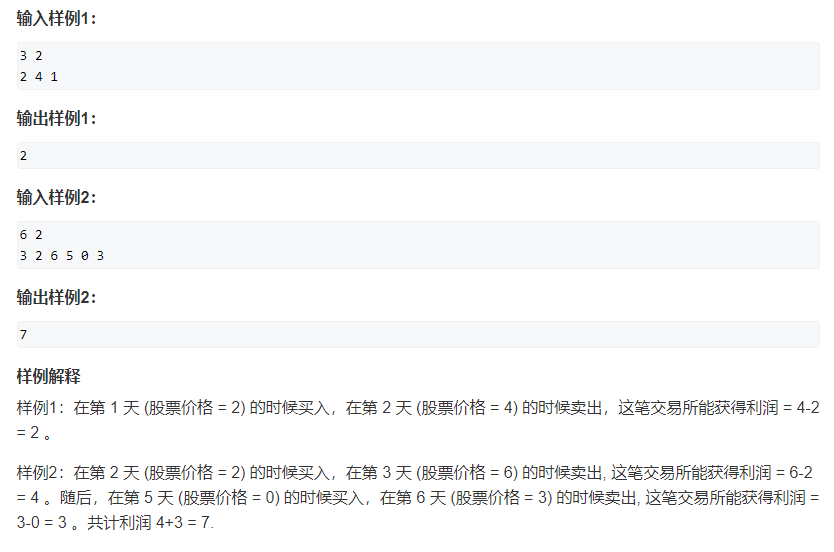 输入样例1：
3 2
2 4 1
输出样例1：
2
输入样例2：
6 2
3 2 6 5 0 3
输出样例2：
7
样例解释
样例1：在第 1 天 (股票价格 = 2) 的时候买入，在第 2 天 (股票价格 = 4) 的时候卖出，这笔交易所能获得利润 = 4-2
= 2 。
样例2：在第 2 天 (股票价格 = 2) 的时候买入，在第 3 天 (股票价格 = 6) 的时候卖出, 这笔交易所能获得利润 = 6-2
= 4 。随后，在第 5 天 (股票价格 = 0) 的时候买入，在第 6 天 (股票价格 = 3) 的时候卖出, 这笔交易所能获得利润 =
3-0 = 3 。共计利润 4+3 = 7.